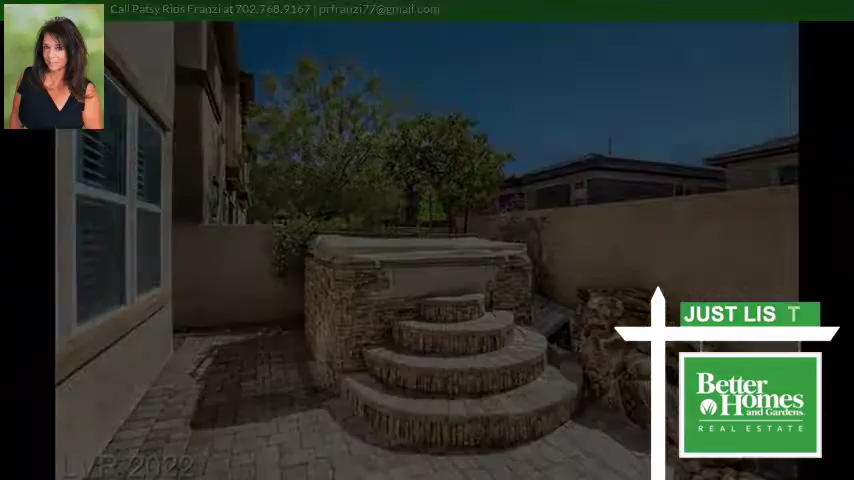 Call Patsy Rios Franzi at 702.768.9167 | prfranzi77@gmail.com
JUST LIS T
Better
Homes
and Gardens
REAL ESTATE
LVR 2022